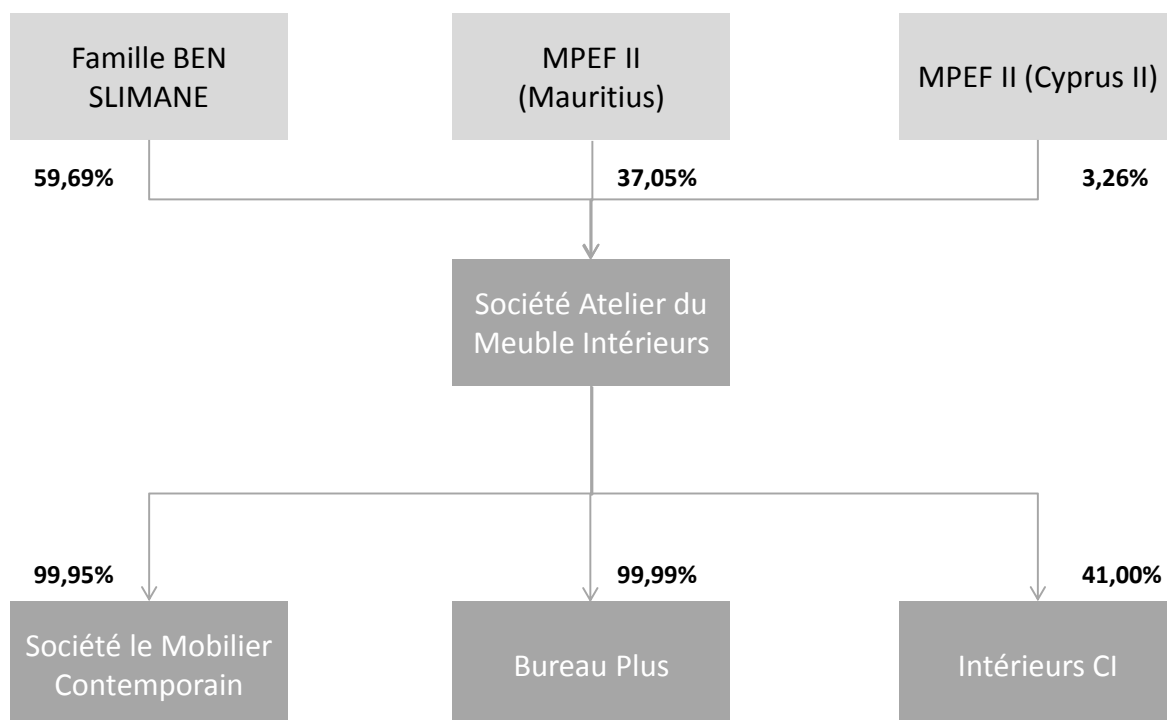 Famille BEN
SLIMANE
MPEF II
(Mauritius)
MPEF II (Cyprus II)
59,69%
37,05%
3,26%
Société Atelier du
Meuble Intérieurs
99,95%
99,99%
41,00%
Société le Mobilier
Contemporain
Bureau Plus
Intérieurs CI